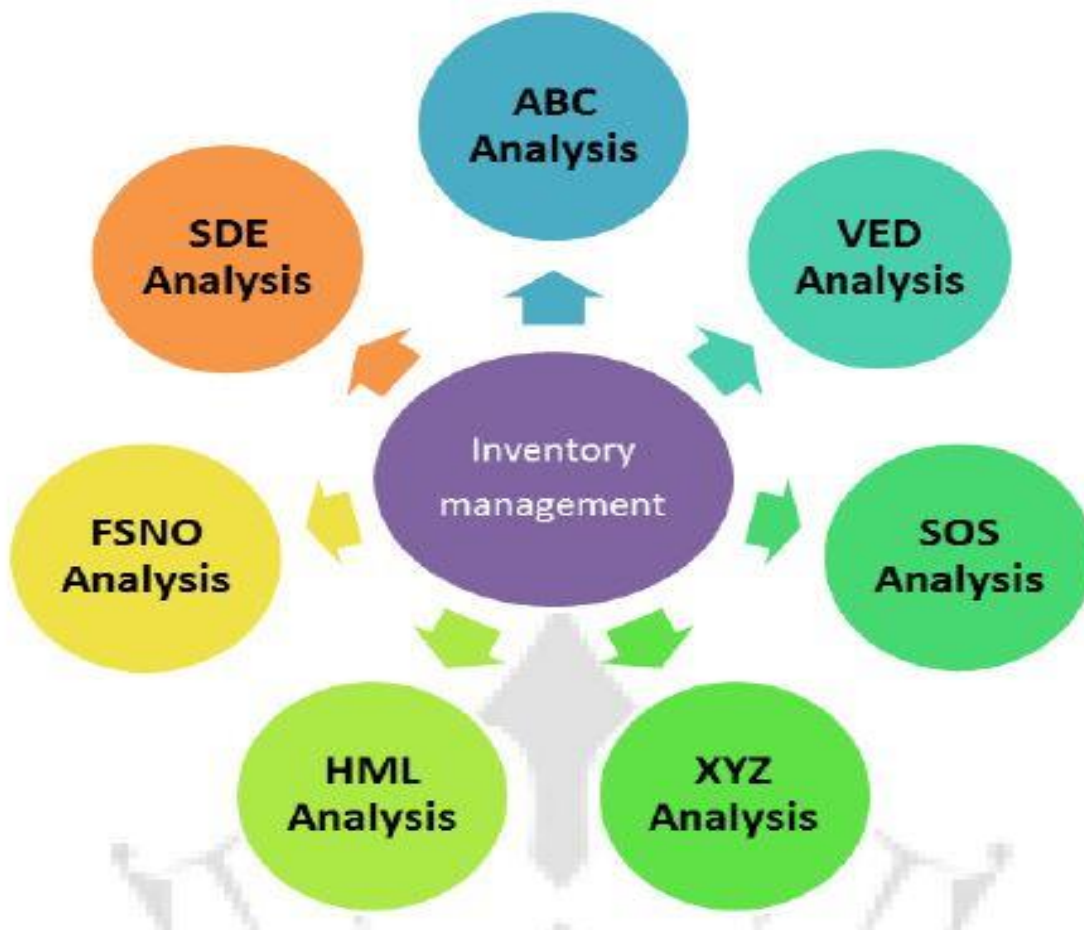 ABC
Analysis
VED
Analysis
SOS
Analysis
XYZ
Analysis
HML
Analysis
FSNO
Analysis
SDE
Analysis
Inventory
management